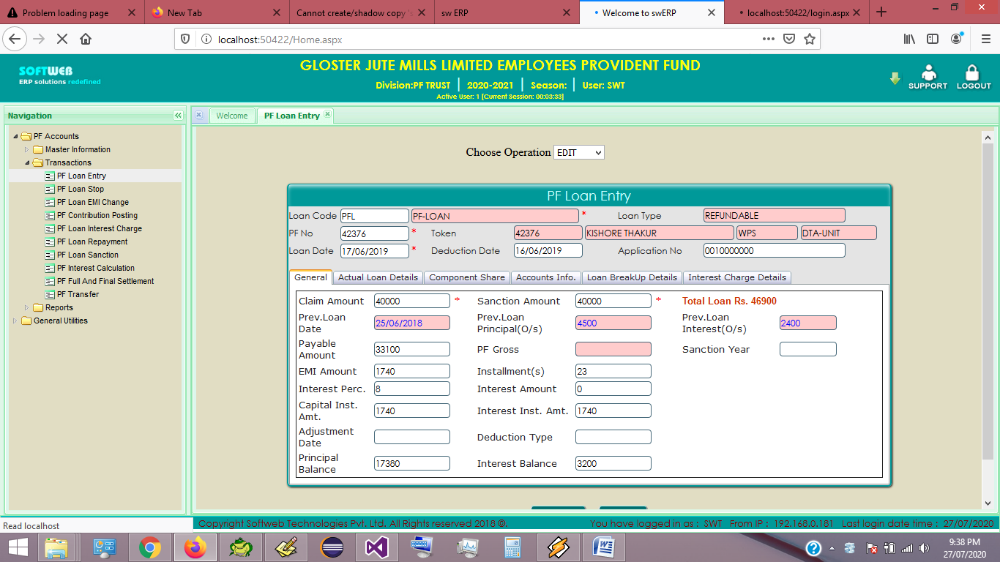 Problem loading page
New Tab
Cannot create/shadow copy
sw ERP
Welcome to swERP
localhost:50422/login.aspx
localhost:50422/Home.aspx
SOFTWEB
ERP solutions redefined
GLOSTER JUTE MILLS LIMITED EMPLOYEES PROVIDENT FUND
Division:PF TRUST | 2020-2021 | Season: | User: SWT
Active User: 1 [Current Session: 00:03:33]
SUPPORT
LOGOUT
Navigation
Welcome
PF Loan Entry
PF Accounts
Master Information
Transactions
PF Loan Entry
PF Loan Stop
PF Loan EMI Change
PF Contribution Posting
PF Loan Interest Charge
PF Loan Repayment
PF Loan Sanction
PF Interest Calculation
PF Full And Final Settlement
PF Transfer
Reports
General Utilities
Choose Operation EDIT
PF Loan Entry
Loan Code PFL PF-LOAN * Loan Type REFUNDABLE
PF No 42376 * Token 42376 KISHORE THAKUR WPS DTA-UNIT
Loan Date 17/06/2019 * Deduction Date 16/06/2019 Application No 0010000000
General Actual Loan Details Component Share Accounts Info. Loan BreakUp Details Interest Charge Details
Claim Amount 40000 * Sanction Amount 40000 * Total Loan Rs. 46900
Prev.Loan Date 25/06/2018 Prev.Loan Principal(O/s) 4500 Prev.Loan Interest(O/s) 2400
Payable Amount 33100 PF Gross Sanction Year
EMI Amount 1740 Installment(s) 23
Interest Perc. 8 Interest Amount 0
Capital Inst. Amt. 1740 Interest Inst. Amt. 1740
Adjustment Date Deduction Type
Principal Balance 17380 Interest Balance 3200
Read localhost
Copyright Softweb Technologies Pvt. Ltd. All Rights reserved 2018 ©.
You have logged in as : SWT From IP : 192.168.0.181 Last login date time : 27/07/2020
9:38 PM
27/07/2020